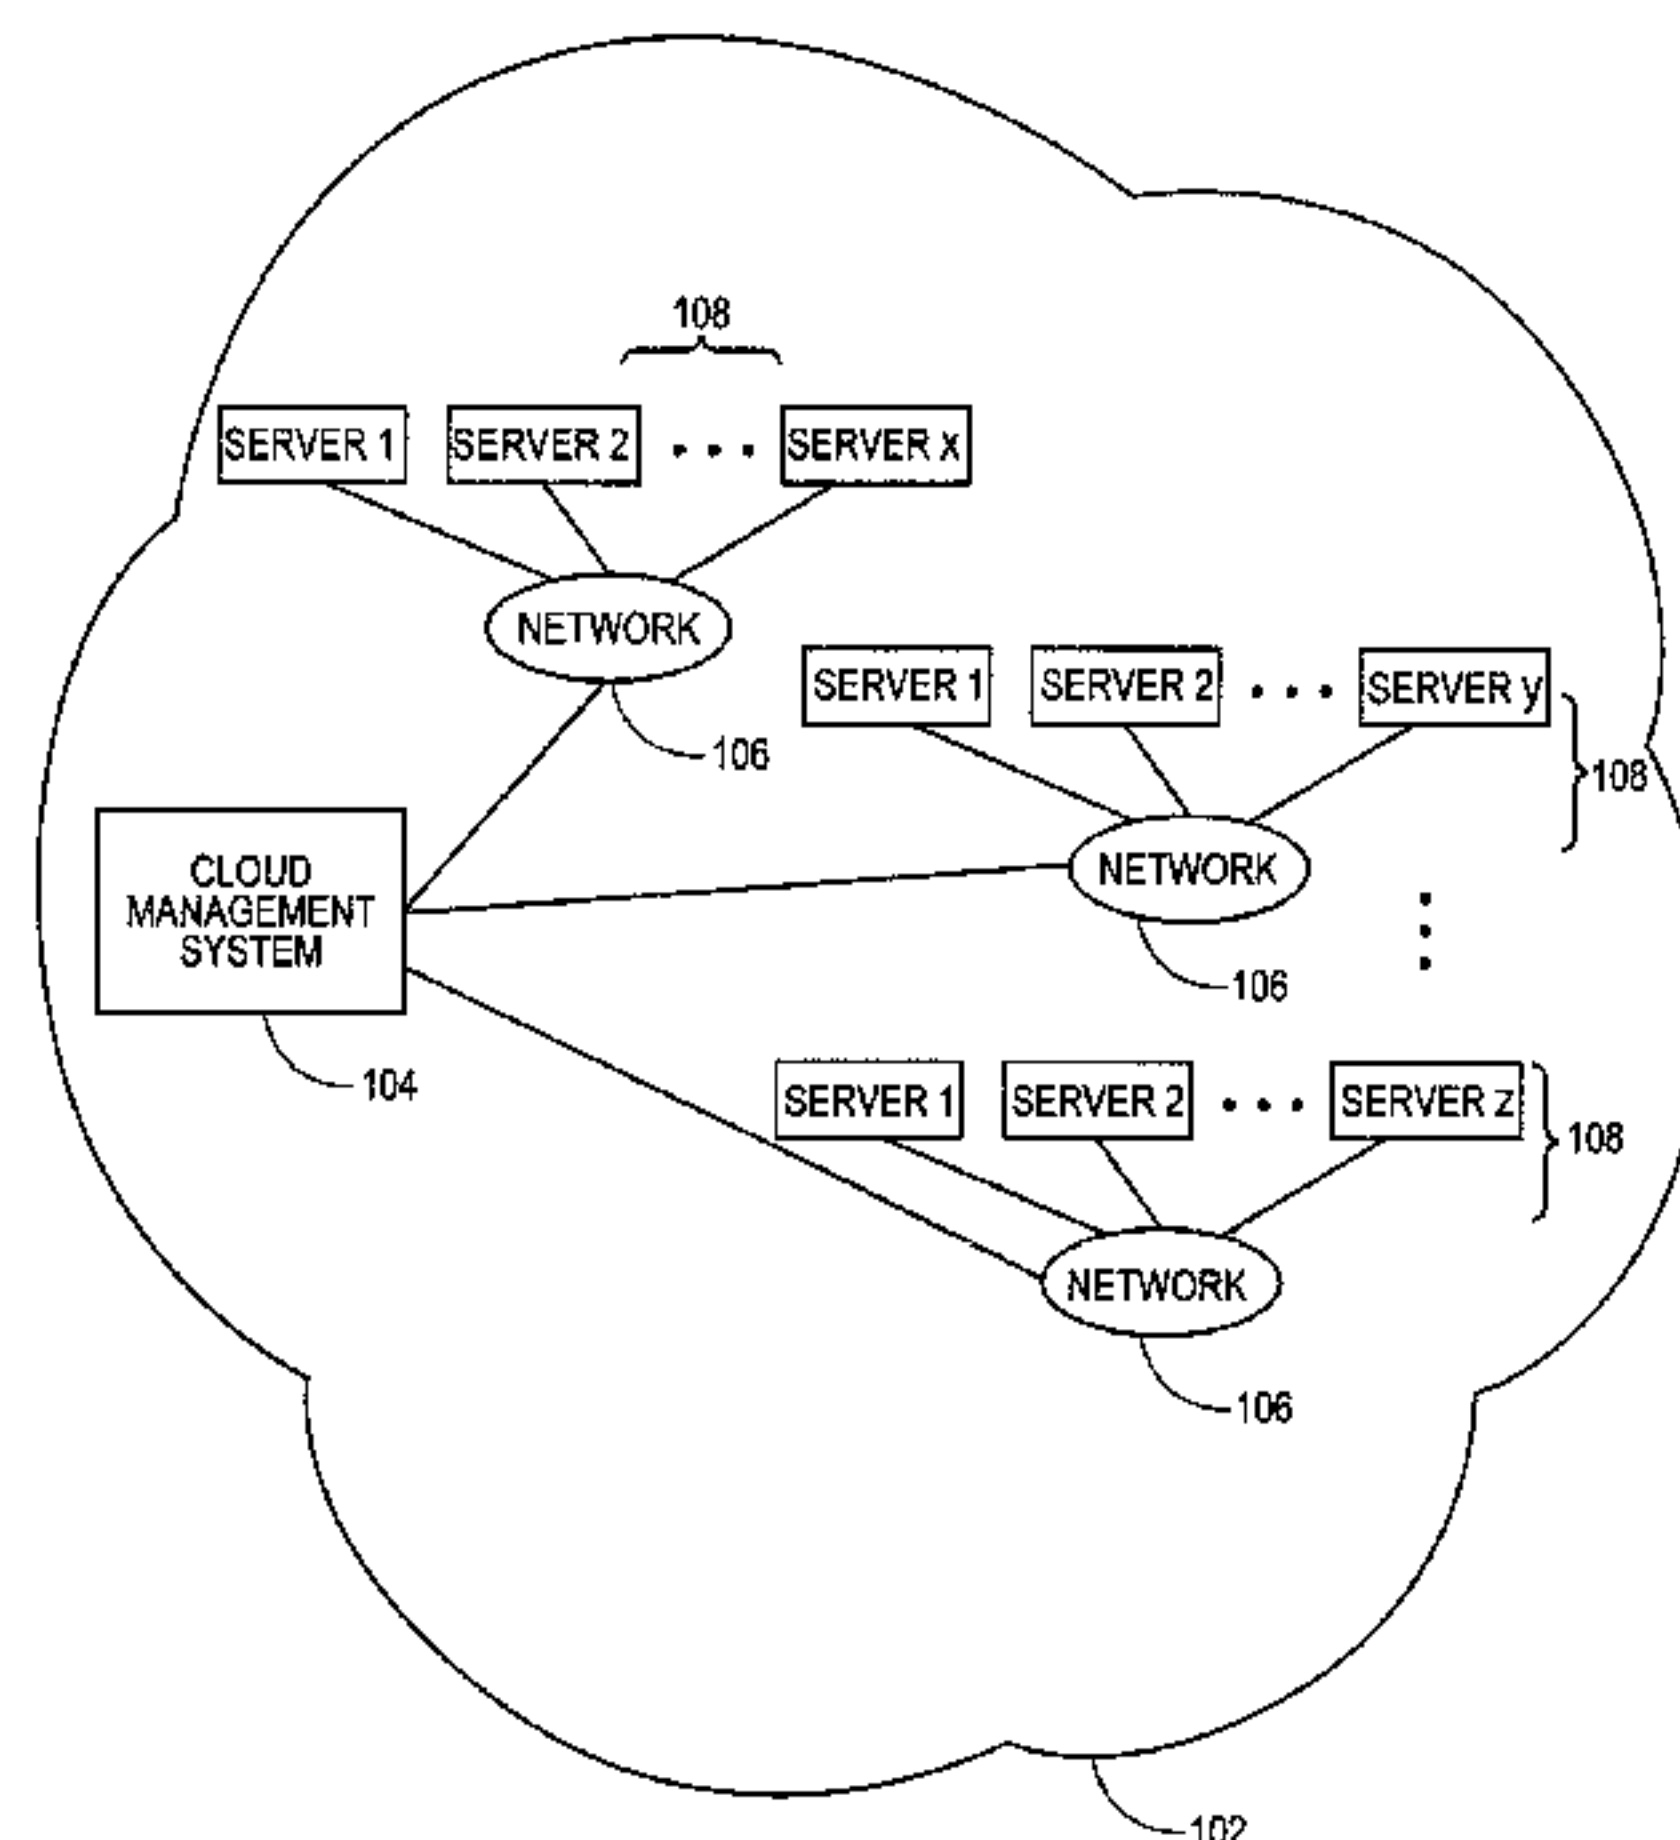 108
SERVER 1 SERVER 2 SERVER X
NETWORK
106
SERVER 1 SERVER 2 SERVER y
108
NETWORK
106
CLOUD
MANAGEMENT
SYSTEM
104
SERVER 1 SERVER 2 SERVER Z
108
NETWORK
106
102